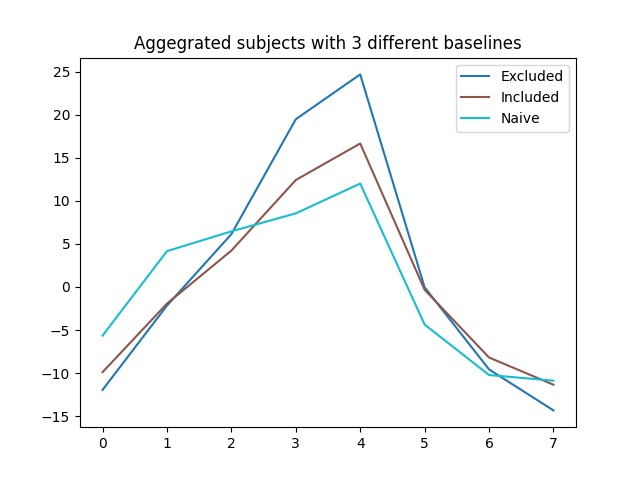 Aggegrated subjects with 3 different baselines
25
20
15
10
5
0
−5
−10
−15
Excluded
Included
Naive
0 1 2 3 4 5 6 7